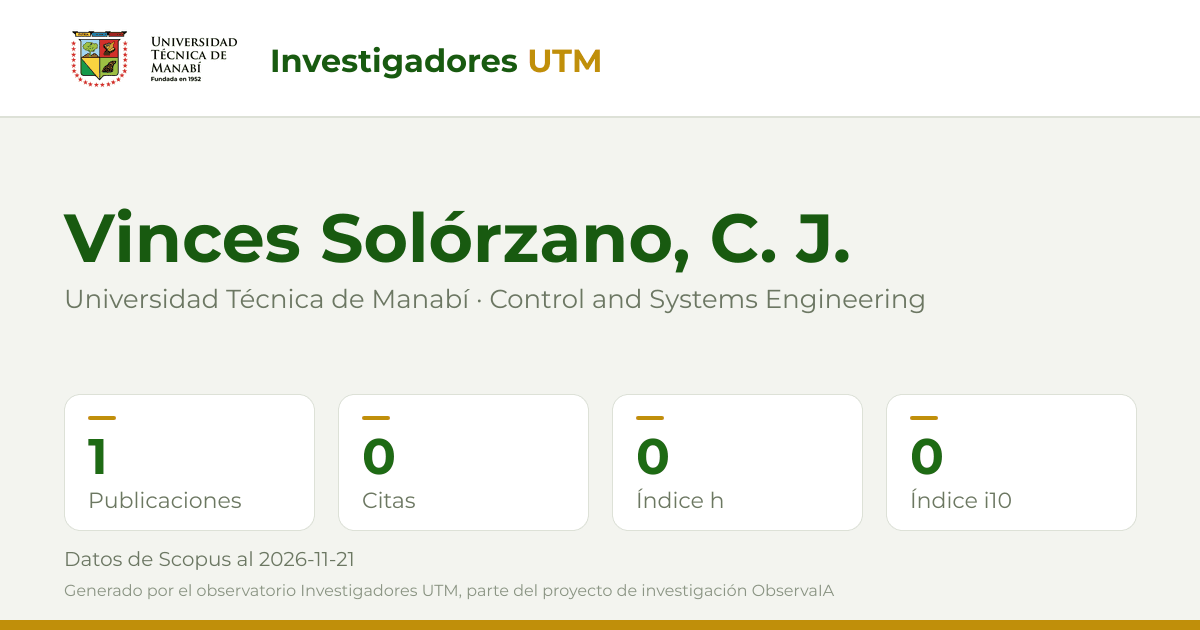 UNIVERSIDAD
TÉCNICA DE
MANABÍ
Fundada en 1952
Investigadores UTM
Vinces Solórzano, C. J.
Universidad Técnica de Manabí · Control and Systems Engineering
1
Publicaciones
0
Citas
0
Índice h
0
Índice i10
Datos de Scopus al 2026-11-21
Generado por el observatorio Investigadores UTM, parte del proyecto de investigación ObservaIA